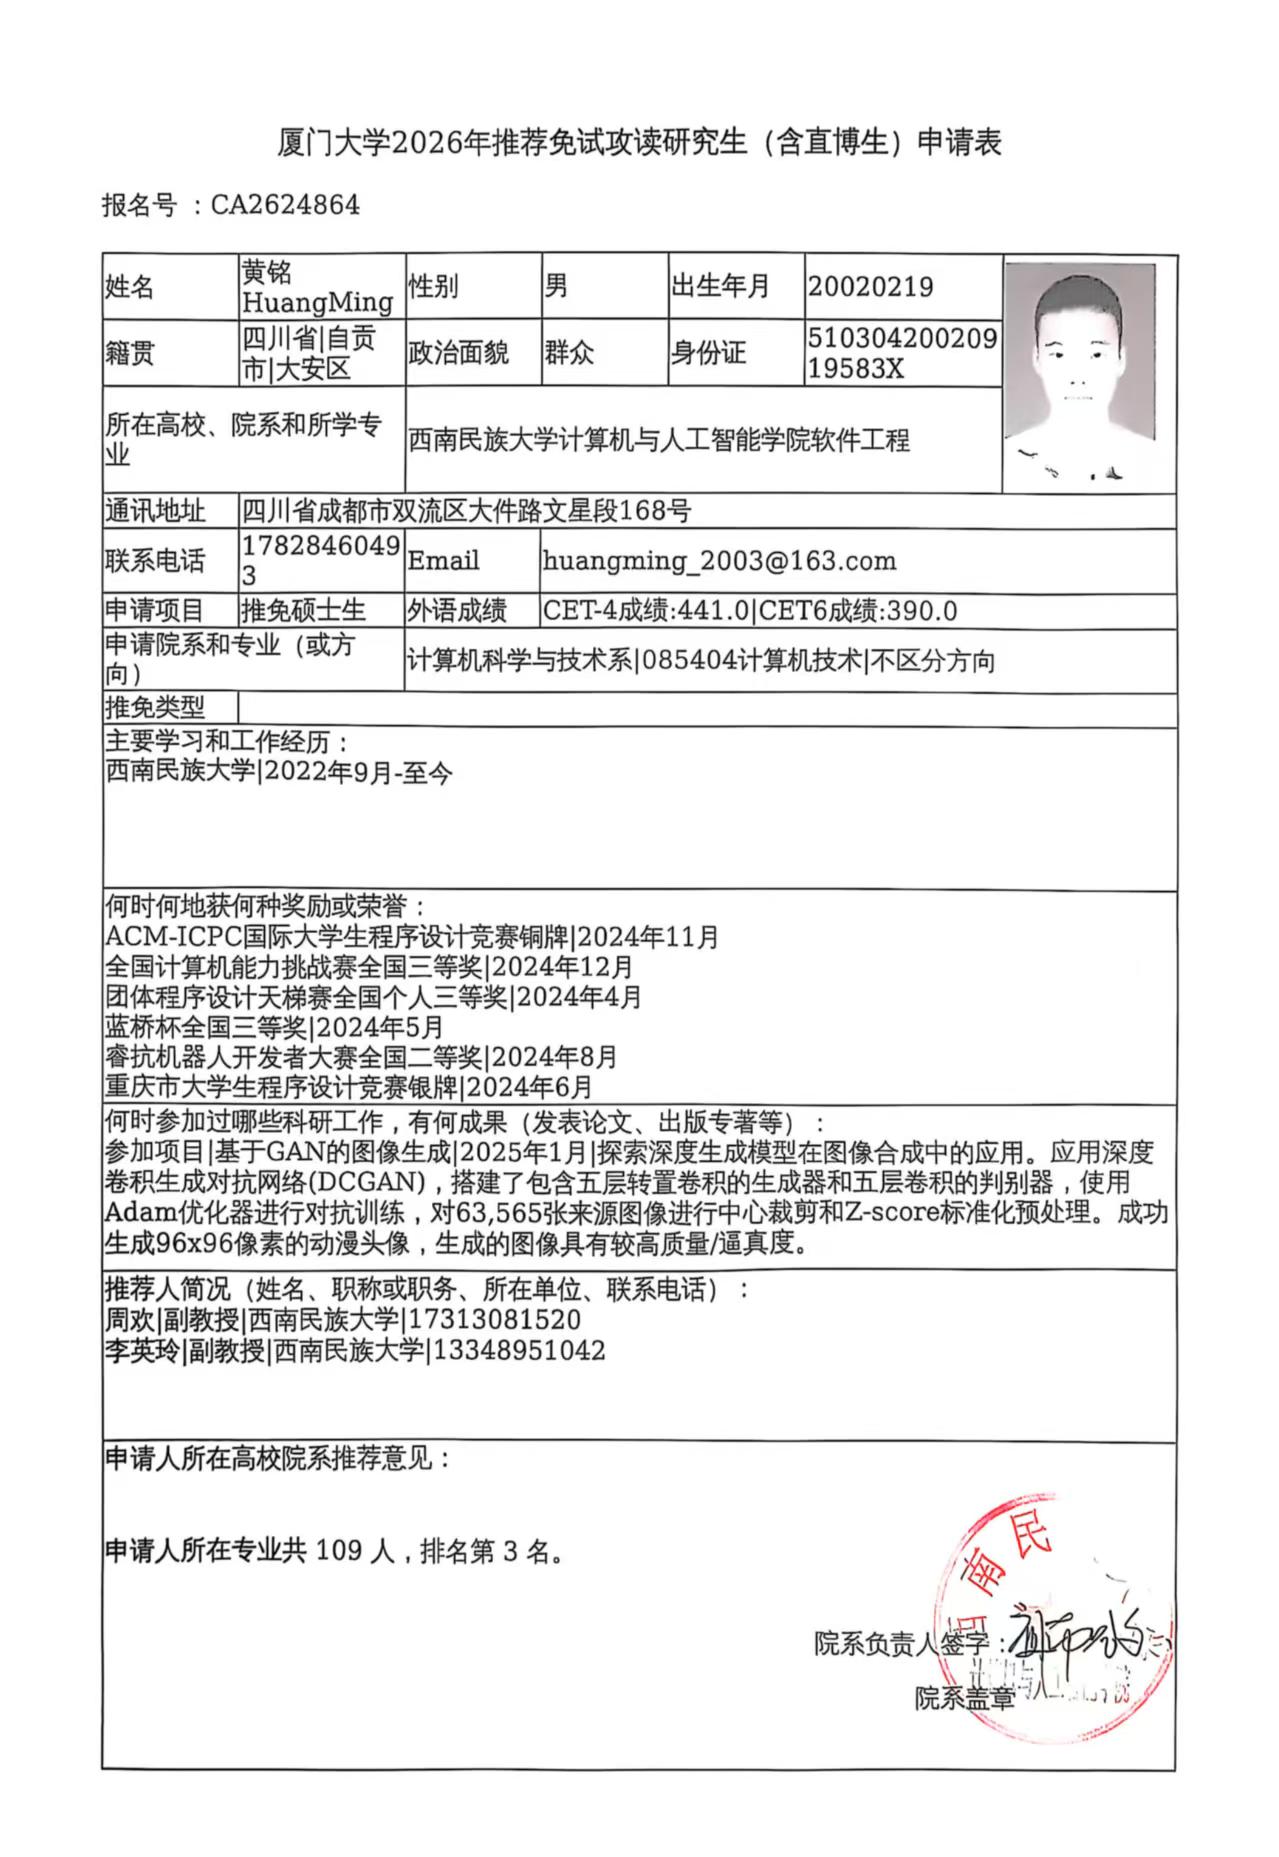 厦门大学2026年推荐免试攻读研究生（含直博生）申请表
报名号 ：CA2624864
姓名
黄铭
HuangMing
性别
男
出生年月
20020219
籍贯
四川省|自贡
市|大安区
政治面貌
群众
身份证
510304200209
19583X
所在高校、院系和所学专
业
西南民族大学计算机与人工智能学院软件工程
通讯地址
四川省成都市双流区大件路文星段168号
联系电话
1782846049
3
Email
huangming_2003@163.com
申请项目
推免硕士生
外语成绩
CET-4成绩:441.0|CET6成绩:390.0
申请院系和专业（或方
向）
计算机科学与技术系|085404计算机技术|不区分方向
推免类型
主要学习和工作经历：
西南民族大学|2022年9月-至今
何时何地获何种奖励或荣誉：
ACM-ICPC国际大学生程序设计竞赛铜牌|2024年11月
全国计算机能力挑战赛全国三等奖|2024年12月
团体程序设计天梯赛全国个人三等奖|2024年4月
蓝桥杯全国三等奖|2024年5月
睿抗机器人开发者大赛全国二等奖|2024年8月
重庆市大学生程序设计竞赛银牌|2024年6月
何时参加过哪些科研工作，有何成果（发表论文、出版专著等）：
参加项目|基于GAN的图像生成|2025年1月|探索深度生成模型在图像合成中的应用。应用深度
卷积生成对抗网络(DCGAN)，搭建了包含五层转置卷积的生成器和五层卷积的判别器，使用
Adam优化器进行对抗训练，对63,565张来源图像进行中心裁剪和Z-score标准化预处理。成功
生成96x96像素的动漫头像，生成的图像具有较高质量/逼真度。
推荐人简况（姓名、职称或职务、所在单位、联系电话）：
周欢|副教授|西南民族大学|17313081520
李英玲|副教授|西南民族大学|13348951042
申请人所在高校院系推荐意见：
申请人所在专业共 109 人，排名第 3 名。
南民
院系负责人签字：
院系盖章